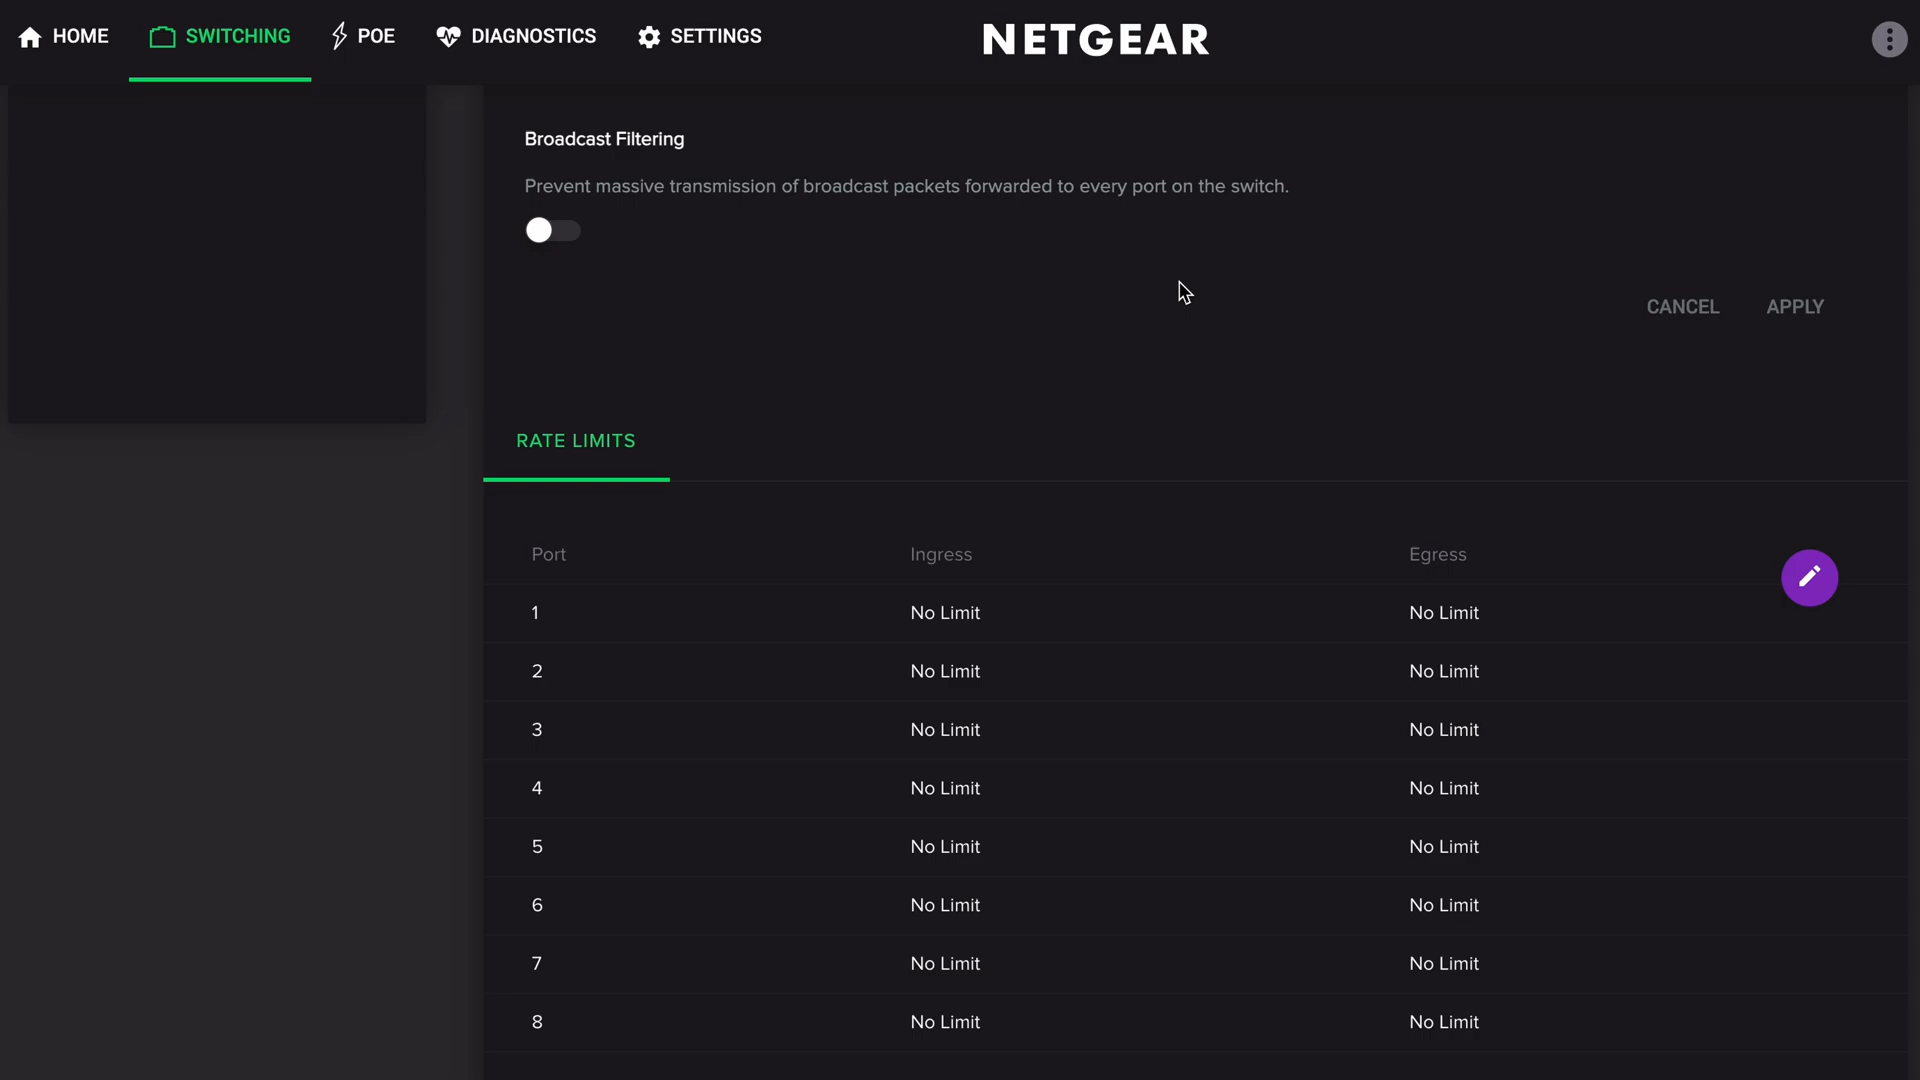 HOME SWITCHING POE DIAGNOSTICS SETTINGS NETGEAR
Broadcast Filtering
Prevent massive transmission of broadcast packets forwarded to every port on the switch.
CANCEL APPLY
RATE LIMITS
Port Ingress Egress
1 No Limit No Limit
2 No Limit No Limit
3 No Limit No Limit
4 No Limit No Limit
5 No Limit No Limit
6 No Limit No Limit
7 No Limit No Limit
8 No Limit No Limit